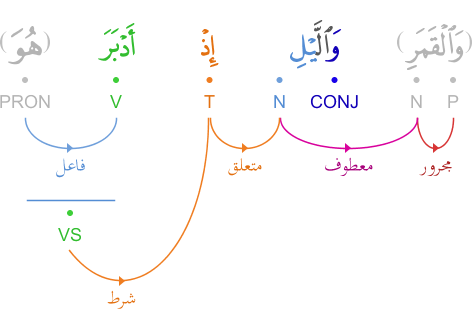 (وَٱلْقَمَرِ) وَٱلَّيْلِ إِذْ أَدْبَرَ (هُوَ)
P N CONJ N T V PRON
مجرور معطوف متعلق فاعل
VS
شرط